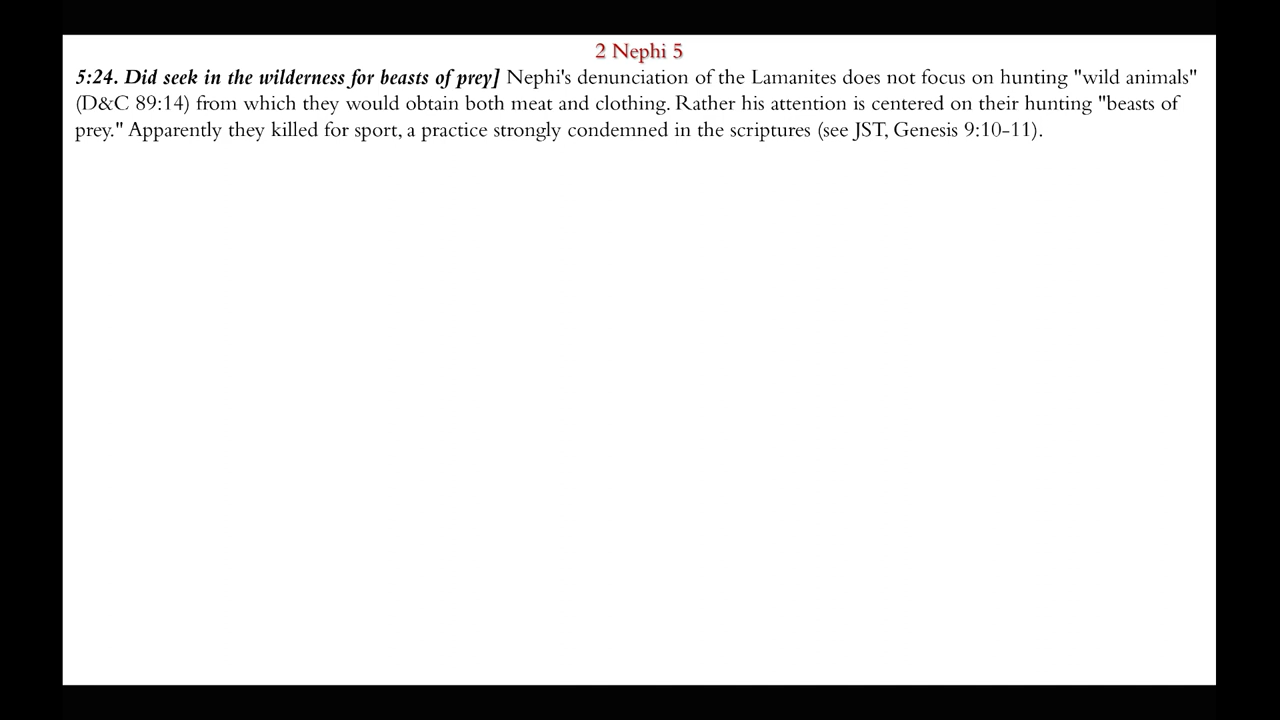 2 Nephi 5
5:24. Did seek in the wilderness for beasts of prey] Nephi's denunciation of the Lamanites does not focus on hunting "wild animals"
(D&C 89:14) from which they would obtain both meat and clothing. Rather his attention is centered on their hunting "beasts of
prey." Apparently they killed for sport, a practice strongly condemned in the scriptures (see JST, Genesis 9:10-11).